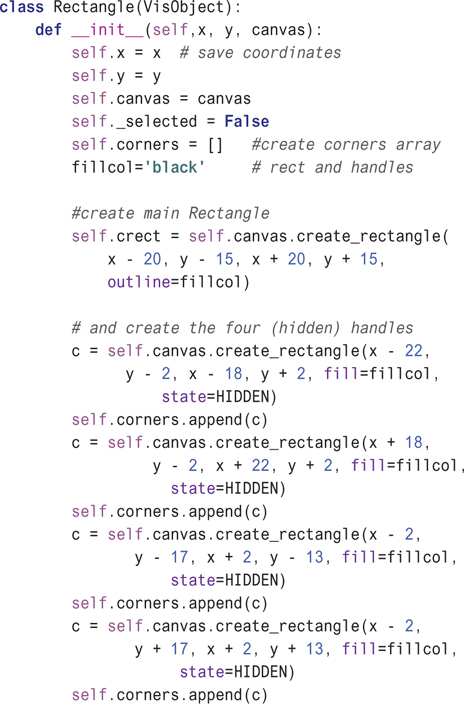 class Rectangle(VisObject):
    def __init__(self,x, y, canvas):
        self.x = x  # save coordinates
        self.y = y
        self.canvas = canvas
        self._selected = False
        self.corners = []   #create corners array
        fillcol='black'     # rect and handles

        #create main Rectangle
        self.crect = self.canvas.create_rectangle(
            x - 20, y - 15, x + 20, y + 15,
            outline=fillcol)

        # and create the four (hidden) handles
        c = self.canvas.create_rectangle(x - 22,
              y - 2, x - 18, y + 2, fill=fillcol,
                  state=HIDDEN)
        self.corners.append(c)
        c = self.canvas.create_rectangle(x + 18,
                 y - 2, x + 22, y + 2, fill=fillcol,
                   state=HIDDEN)
        self.corners.append(c)
        c = self.canvas.create_rectangle(x - 2,
               y - 17, x + 2, y - 13, fill=fillcol,
                   state=HIDDEN)
        self.corners.append(c)
        c = self.canvas.create_rectangle(x - 2,
               y + 17, x + 2, y + 13, fill=fillcol,
                    state=HIDDEN)
        self.corners.append(c)